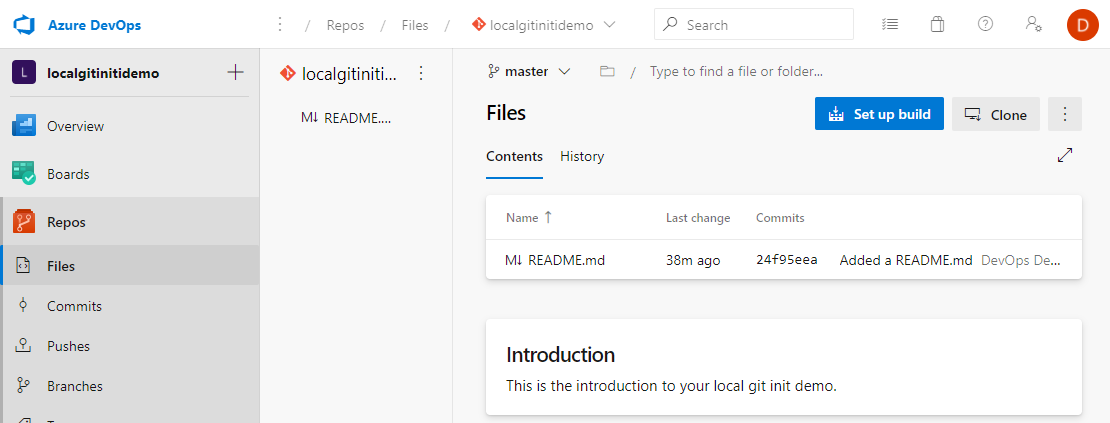 Azure DevOps
/ Repos / Files / localgitinitidemo
Search
D
L localgitinitidemo
Overview
Boards
Repos
Files
Commits
Pushes
Branches
localgitiniti...
README....
master / Type to find a file or folder...
Files
Set up build
Clone
Contents History
Name ↑ Last change Commits
README.md 38m ago 24f95eea Added a README.md DevOps De...
Introduction
This is the introduction to your local git init demo.